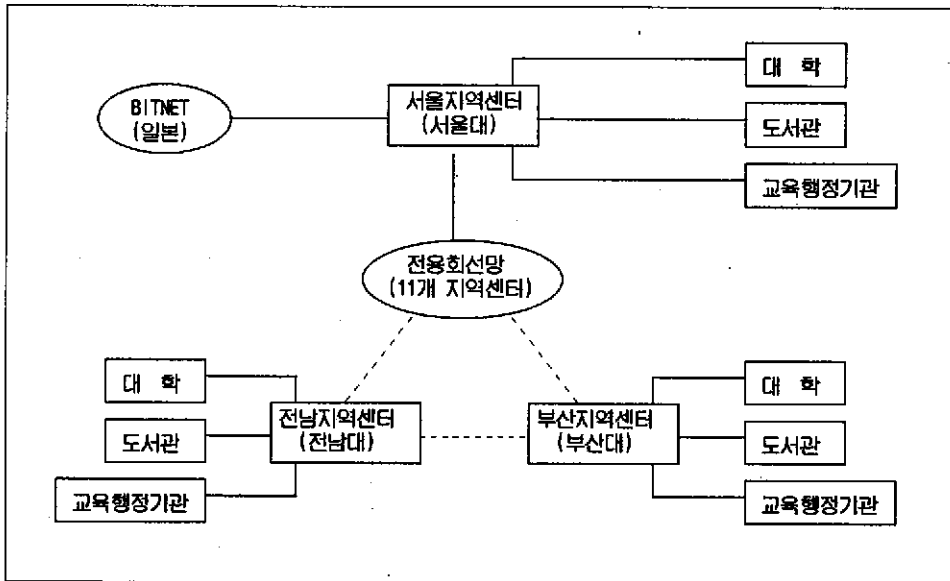 대 학
BITNET
(일본)
서울지역센터
(서울대)
도서관
교육행정기관
전용회선망
(11개 지역센터)
대 학
도서관
교육행정기관
전남지역센터
(전남대)
부산지역센터
(부산대)
대 학
도서관
교육행정기관